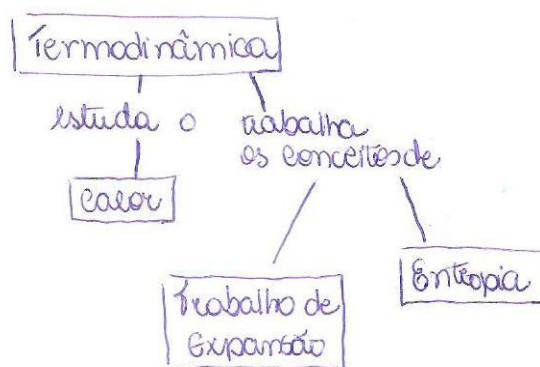 Termodinâmica
estuda o
trabalha
os conceitos de
Calor
Trabalho de
Expansão
Entropia